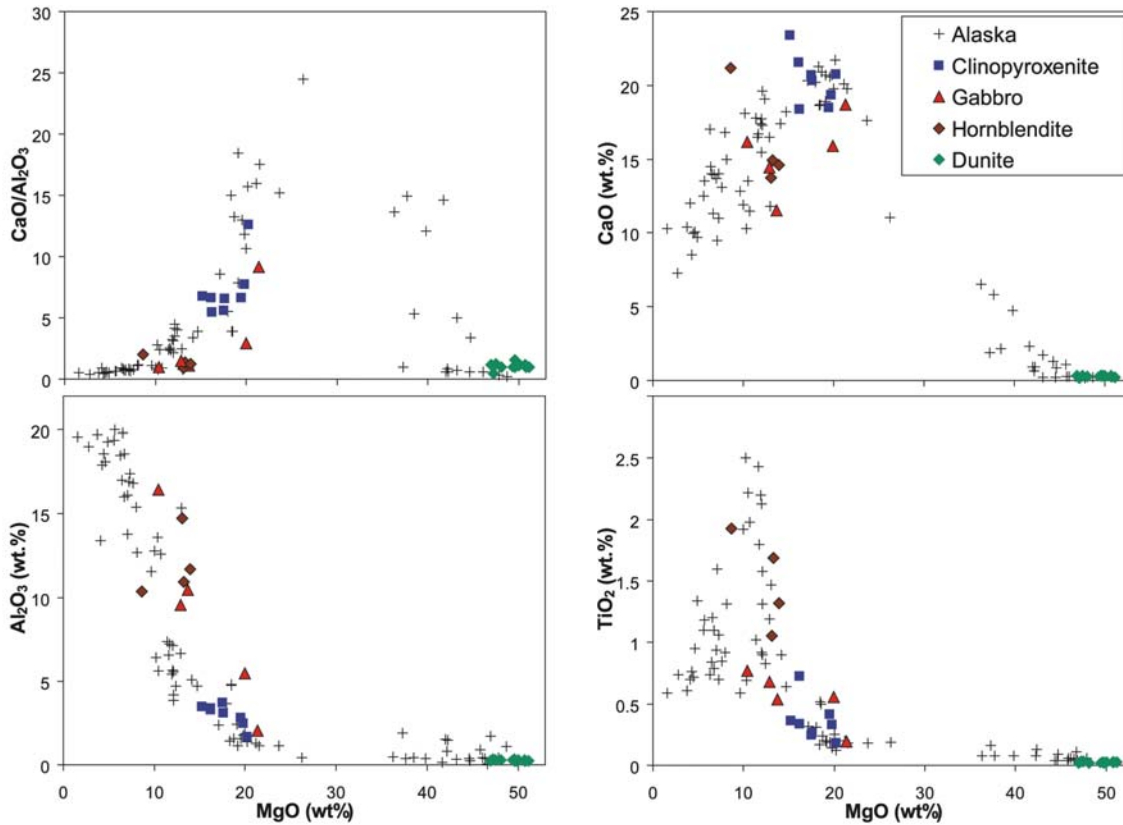 30
25
20
15
10
5
0
CaO/Al₂O₃
25
20
15
10
5
0
CaO (wt.%)
Alaska
Clinopyroxenite
Gabbro
Hornblendite
Dunite
20
15
10
5
0
Al₂O₃ (wt.%)
0 10 20 30 40 50
MgO (wt%)
2.5
2
1.5
1
0.5
0
TiO₂ (wt.%)
0 10 20 30 40 50
MgO (wt%)